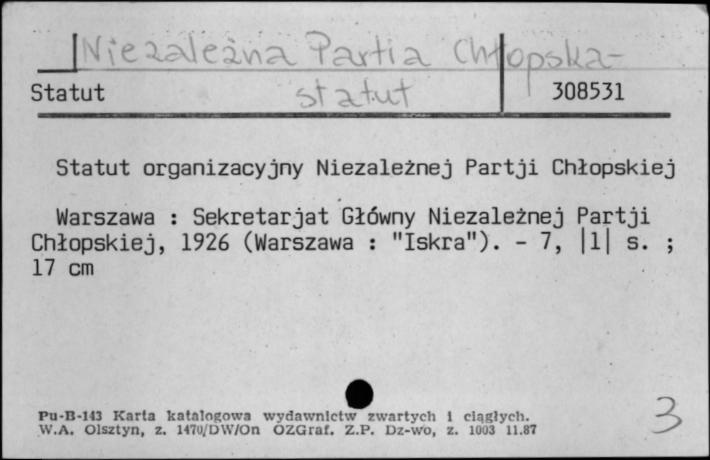 Niezależna Partia Chłopska-
statut
Statut 308531
Statut organizacyjny Niezależnej Partji Chłopskiej
Warszawa : Sekretarjat Główny Niezależnej Partji
Chłopskiej, 1926 (Warszawa : "Iskra"). - 7, |1| s. ;
17 cm
3
Pu-B-143 Karta katalogowa wydawnictw zwartych i ciągłych.
W.A. Olsztyn, z. 1470/DW/On OZGraf. Z.P. Dz-wo, z. 1003 11.87